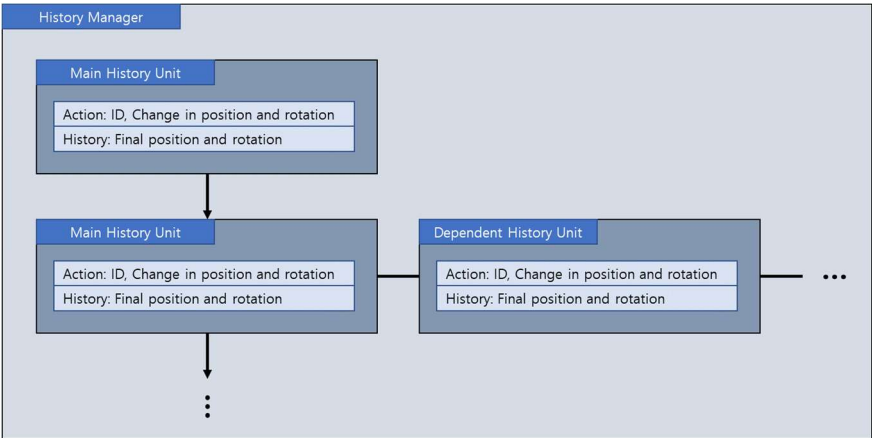 History Manager
Main History Unit
Action: ID, Change in position and rotation
History: Final position and rotation
Main History Unit
Action: ID, Change in position and rotation
History: Final position and rotation
Dependent History Unit
Action: ID, Change in position and rotation
History: Final position and rotation